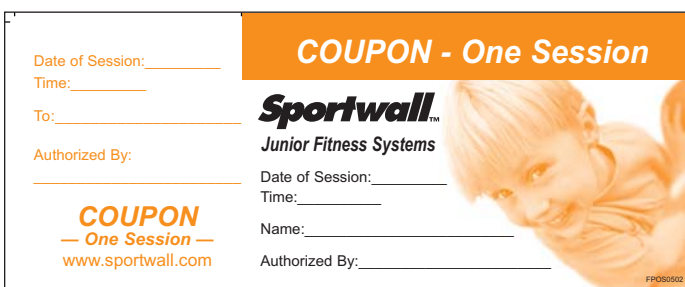 Date of Session:_________
Time:_________
To:______________________
Authorized By:
_________________________
COUPON
— One Session —
www.sportwall.com
COUPON - One Session
Sportwall™
Junior Fitness Systems
Date of Session:_________
Time:__________
Name:_________________________
Authorized By:_______________________
FPOS0502